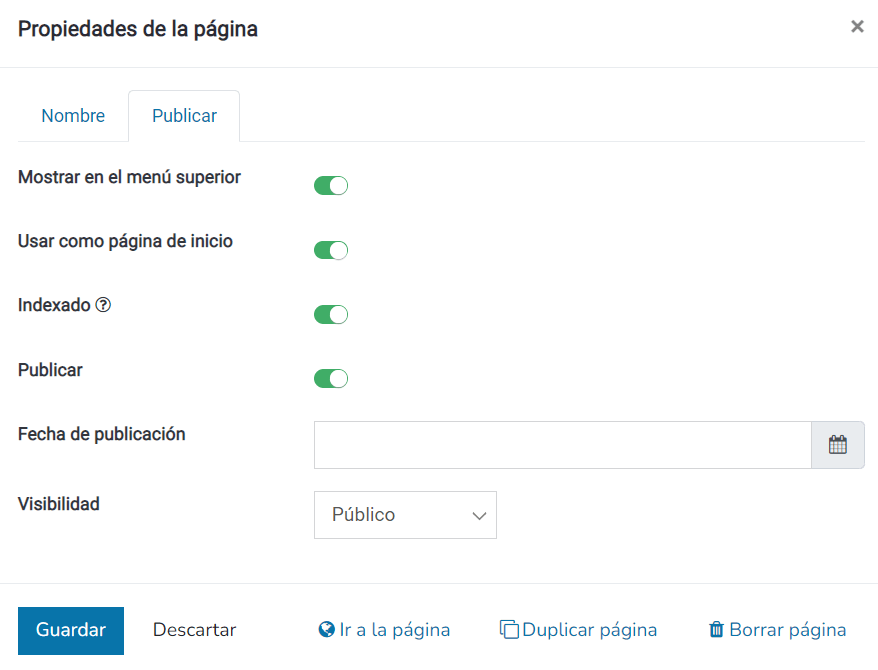 Propiedades de la página
Nombre
Publicar
Mostrar en el menú superior
Usar como página de inicio
Indexado
Publicar
Fecha de publicación
Visibilidad
Público
Guardar Descartar Ir a la página Duplicar página Borrar página